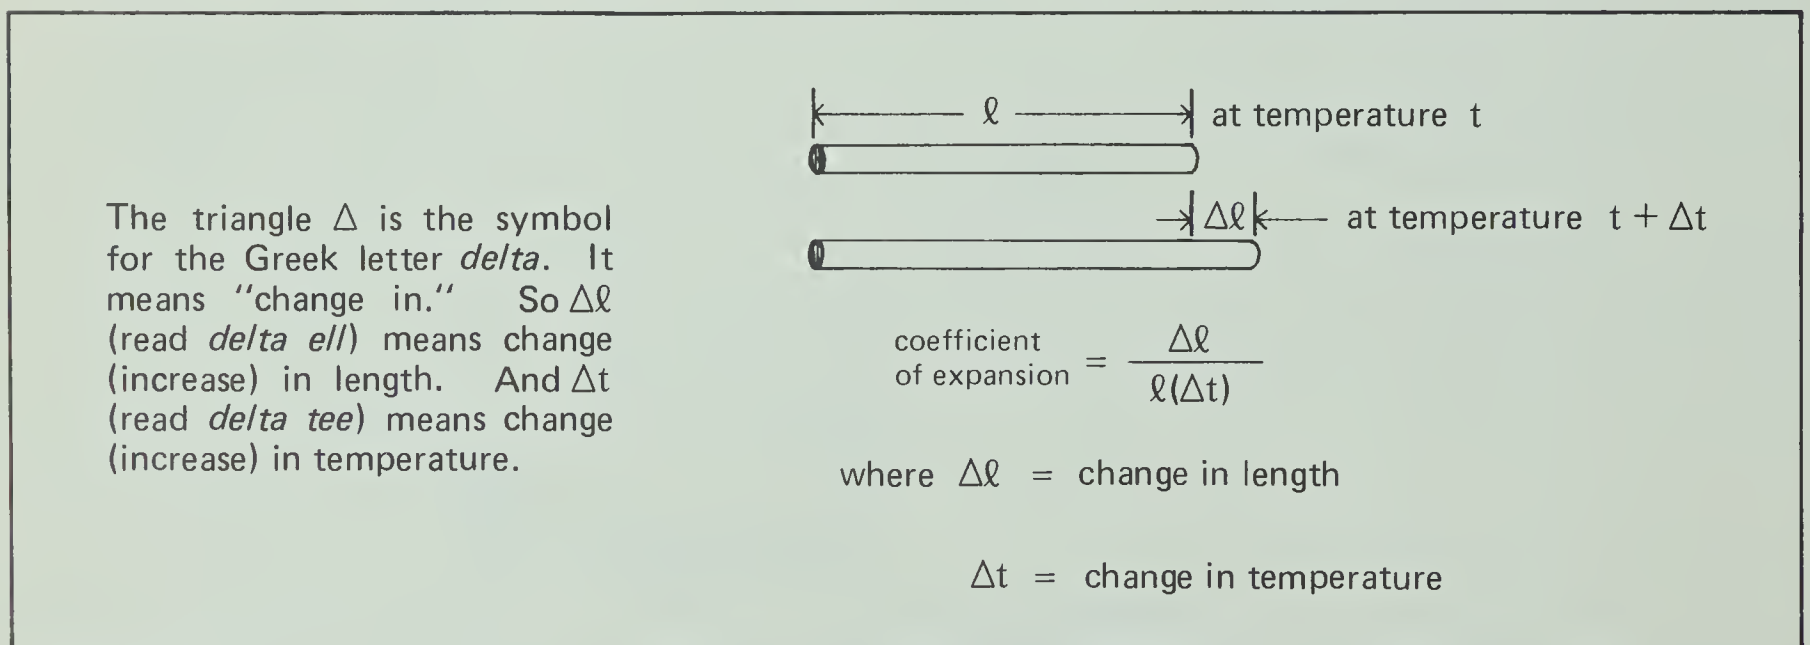 The triangle Δ is the symbol
for the Greek letter delta. It
means "change in." So Δℓ
(read delta ell) means change
(increase) in length. And Δt
(read delta tee) means change
(increase) in temperature.
ℓ at temperature t
Δℓ at temperature t + Δt
coefficient
of expansion = Δℓ / ℓ(Δt)
where Δℓ = change in length
Δt = change in temperature